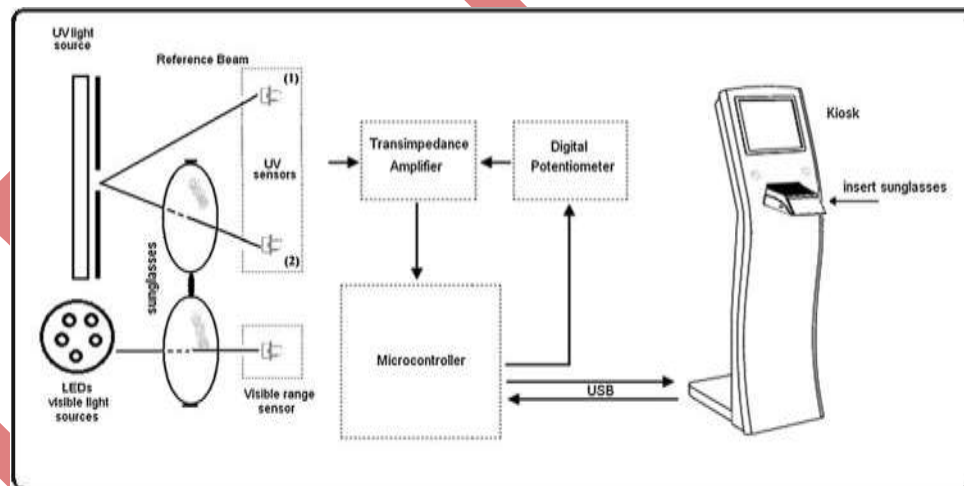 UV light
source
Reference Beam
(1)
UV
sensors
(2)
sunglasses
LEDs
visible light
sources
Visible range
sensor
Transimpedance
Amplifier
Digital
Potentiometer
Microcontroller
USB
Kiosk
insert sunglasses